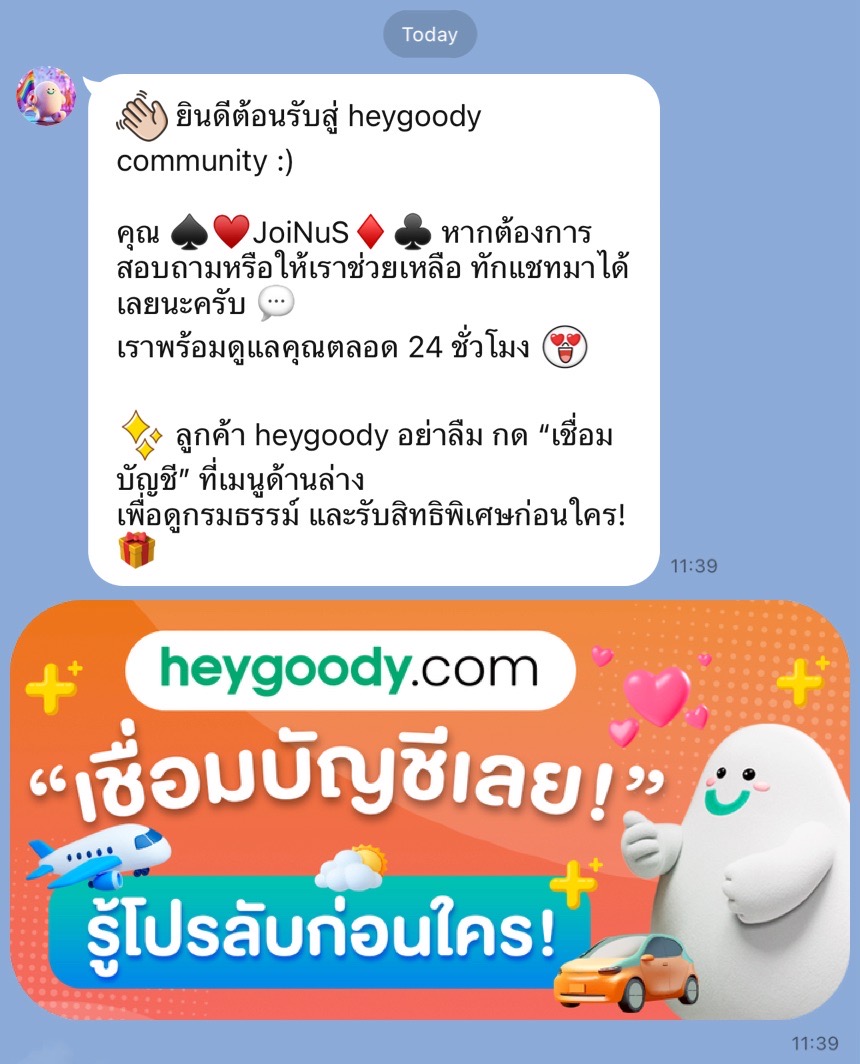 Today
👋🏻 ยินดีต้อนรับสู่ heygoody
community :)
คุณ ♠️❤️JoiNuS♦️♣️ หากต้องการ
สอบถามหรือให้เราช่วยเหลือ ทักแชทมาได้
เลยนะครับ 💬
เราพร้อมดูแลคุณตลอด 24 ชั่วโมง 😍
✨ ลูกค้า heygoody อย่าลืม กด “เชื่อม
บัญชี” ที่เมนูด้านล่าง
เพื่อดูกรมธรรม์ และรับสิทธิพิเศษก่อนใคร!
🎁
11:39
heygoody.com
“เชื่อมบัญชีเลย!”
รู้โปรลับก่อนใคร!
11:39